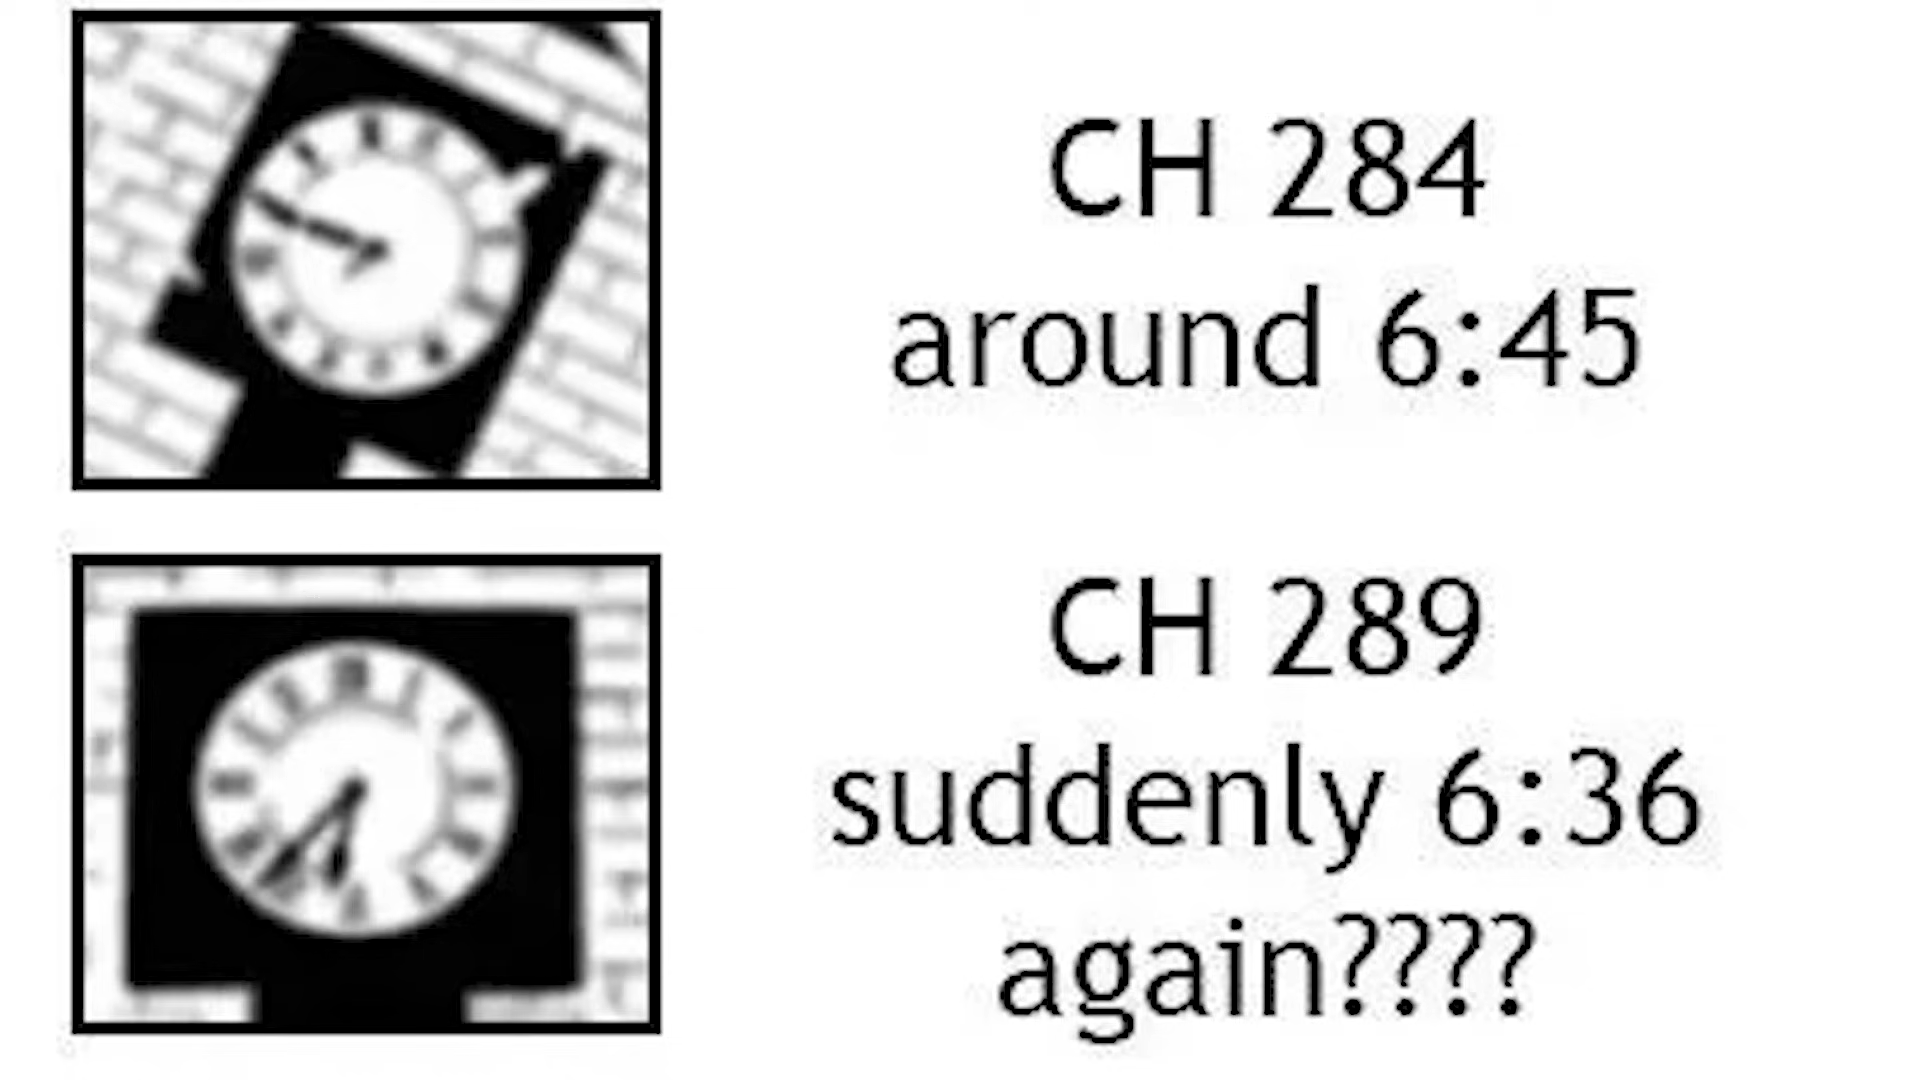 CH 284
around 6:45
CH 289
suddenly 6:36
again????